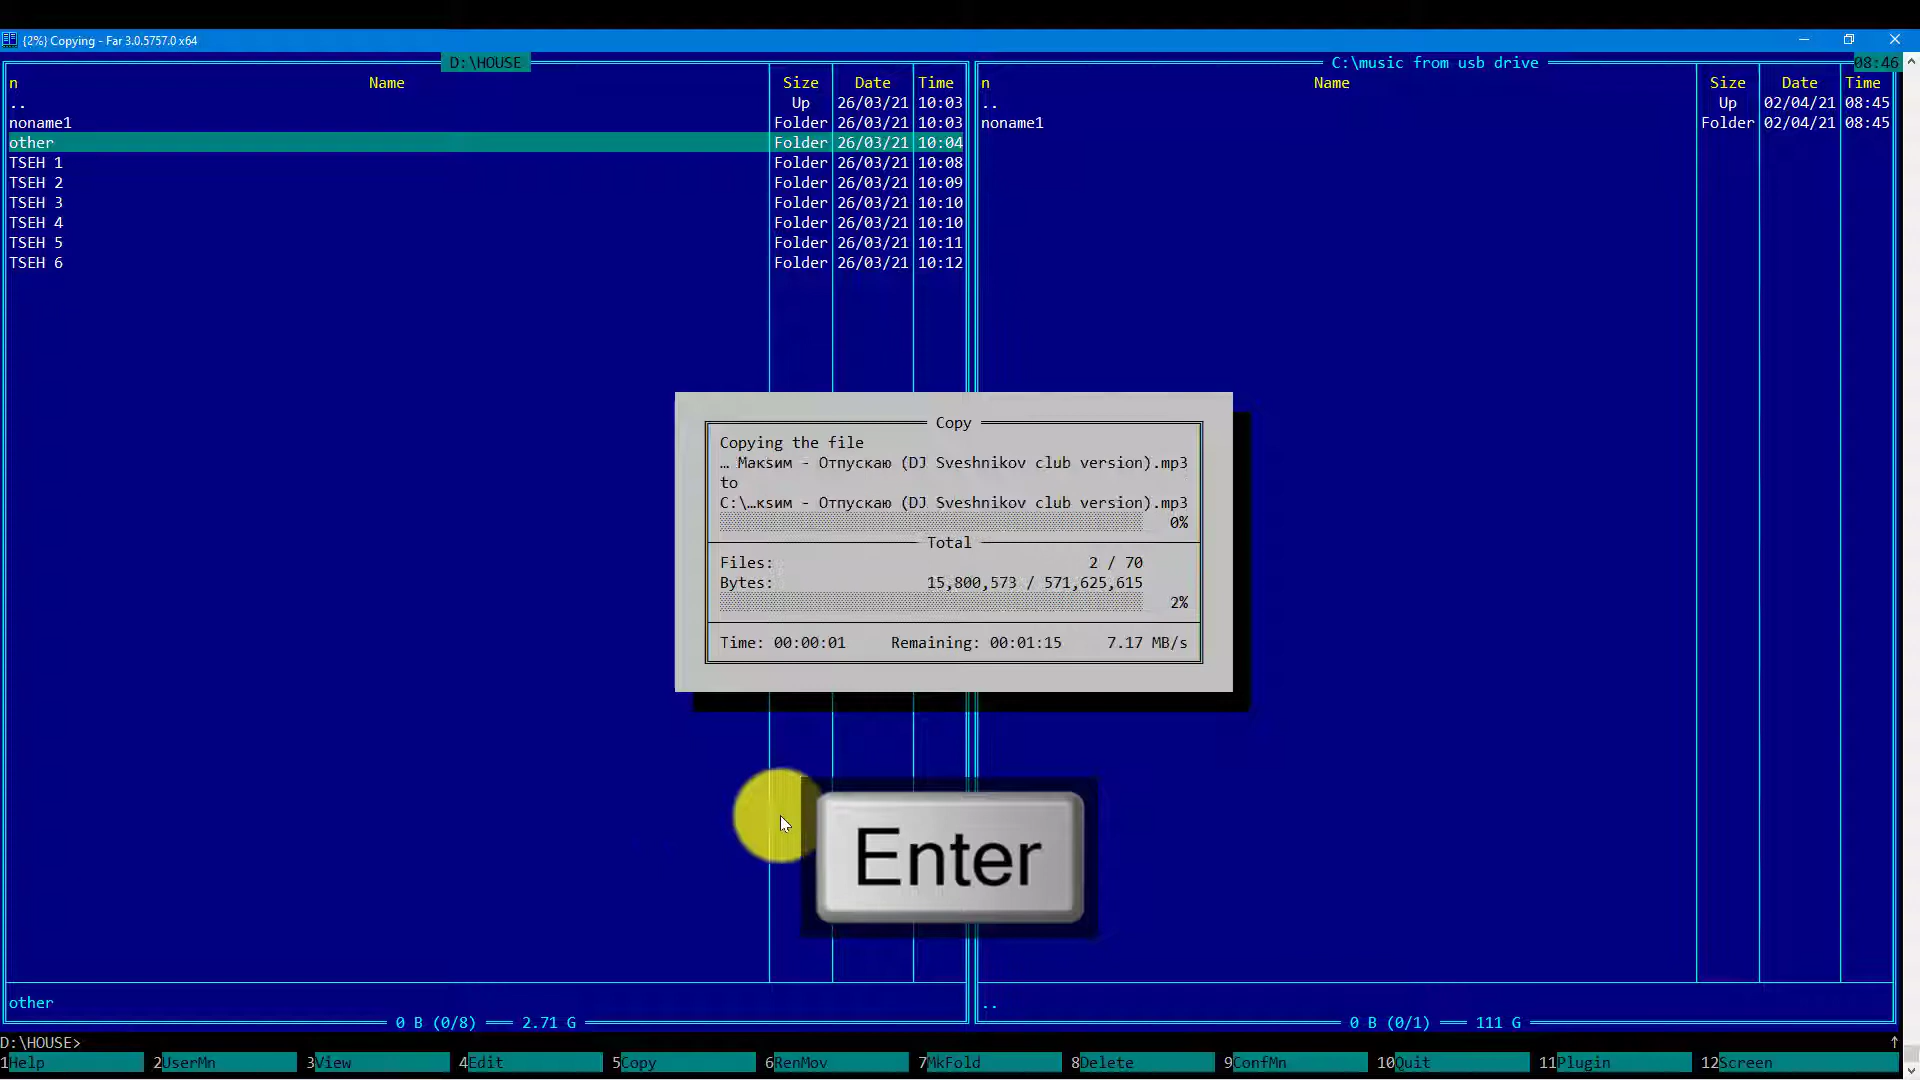 {2%} Copying - Far 3.0.5757.0 x64
D:\HOUSE
C:\music from usb drive
08:46
n Name Size Date Time
.. Up 26/03/21 10:03
noname1 Folder 26/03/21 10:03
other Folder 26/03/21 10:04
TSEH 1 Folder 26/03/21 10:08
TSEH 2 Folder 26/03/21 10:09
TSEH 3 Folder 26/03/21 10:10
TSEH 4 Folder 26/03/21 10:10
TSEH 5 Folder 26/03/21 10:11
TSEH 6 Folder 26/03/21 10:12
n Name Size Date Time
.. Up 02/04/21 08:45
noname1 Folder 02/04/21 08:45
Copy
Copying the file
… Максим - Отпускаю (DJ Sveshnikov club version).mp3
to
C:\…ксим - Отпускаю (DJ Sveshnikov club version).mp3
0%
Total
Files: 2 / 70
Bytes: 15,800,573 / 571,625,615
2%
Time: 00:00:01 Remaining: 00:01:15 7.17 MB/s
Enter
other
..
0 B (0/8) 2.71 G
0 B (0/1) 111 G
D:\HOUSE>
1Help 2UserMn 3View 4Edit 5Copy 6RenMov 7MkFold 8Delete 9ConfMn 10Quit 11Plugin 12Screen